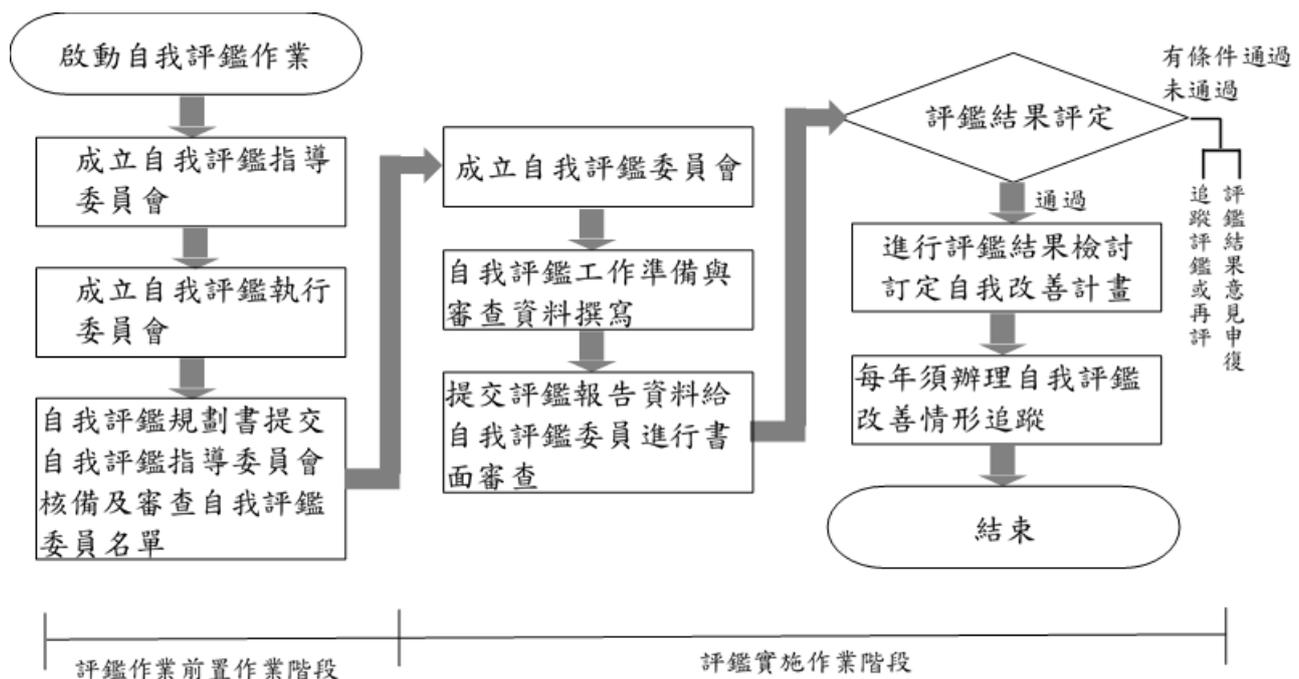 啟動自我評鑑作業
成立自我評鑑指導
委員會
成立自我評鑑執行
委員會
自我評鑑規劃書提交
自我評鑑指導委員會
核備及審查自我評鑑
委員名單
成立自我評鑑委員會
自我評鑑工作準備與
審查資料撰寫
提交評鑑報告資料給
自我評鑑委員進行書
面審查
評鑑結果評定
有條件通過
未通過
追蹤評鑑或再評
評鑑結果意見申復
通過
進行評鑑結果檢討
訂定自我改善計畫
每年須辦理自我評鑑
改善情形追蹤
結束
評鑑作業前置作業階段
評鑑實施作業階段